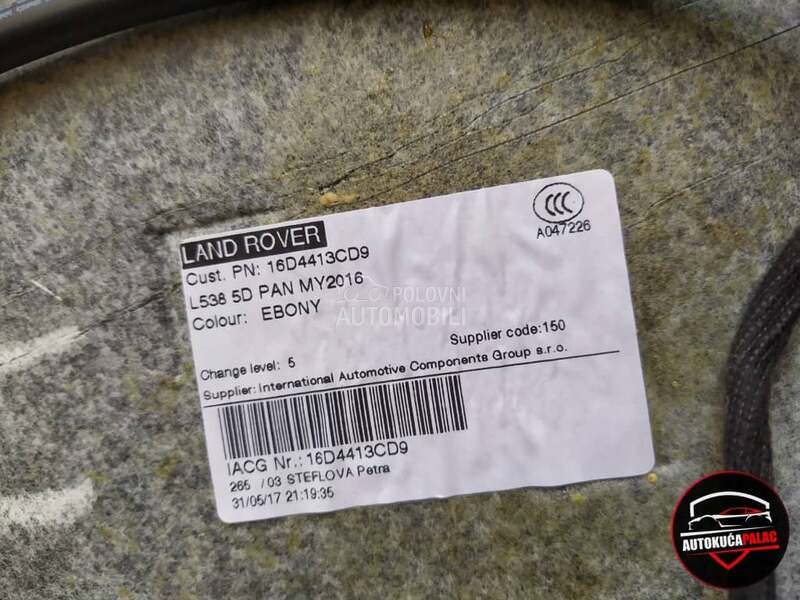 LAND ROVER
CCC
A047226
Cust. PN: 16D4413CD9
L538 5D PAN MY2016
Colour: EBONY
POLOVNI
AUTOMOBILI
Supplier code:150
Change level: 5
Supplier: International Automotive Components Group s.r.o.
IACG Nr.: 16D4413CD9
265 /03 STEFLOVA Petra
31/05/17 21:19:35
AUTOKUĆAPALAC